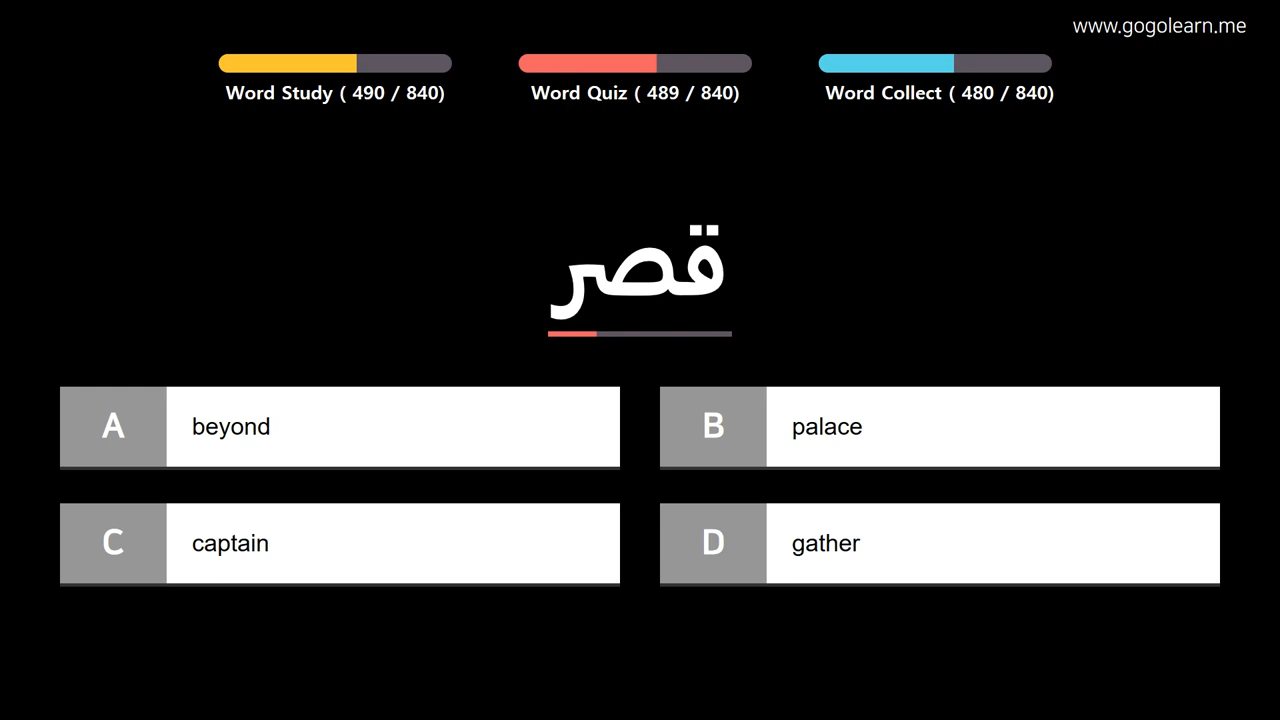 www.gogolearn.me
Word Study ( 490 / 840)
Word Quiz ( 489 / 840)
Word Collect ( 480 / 840)
قصر
A beyond
B palace
C captain
D gather